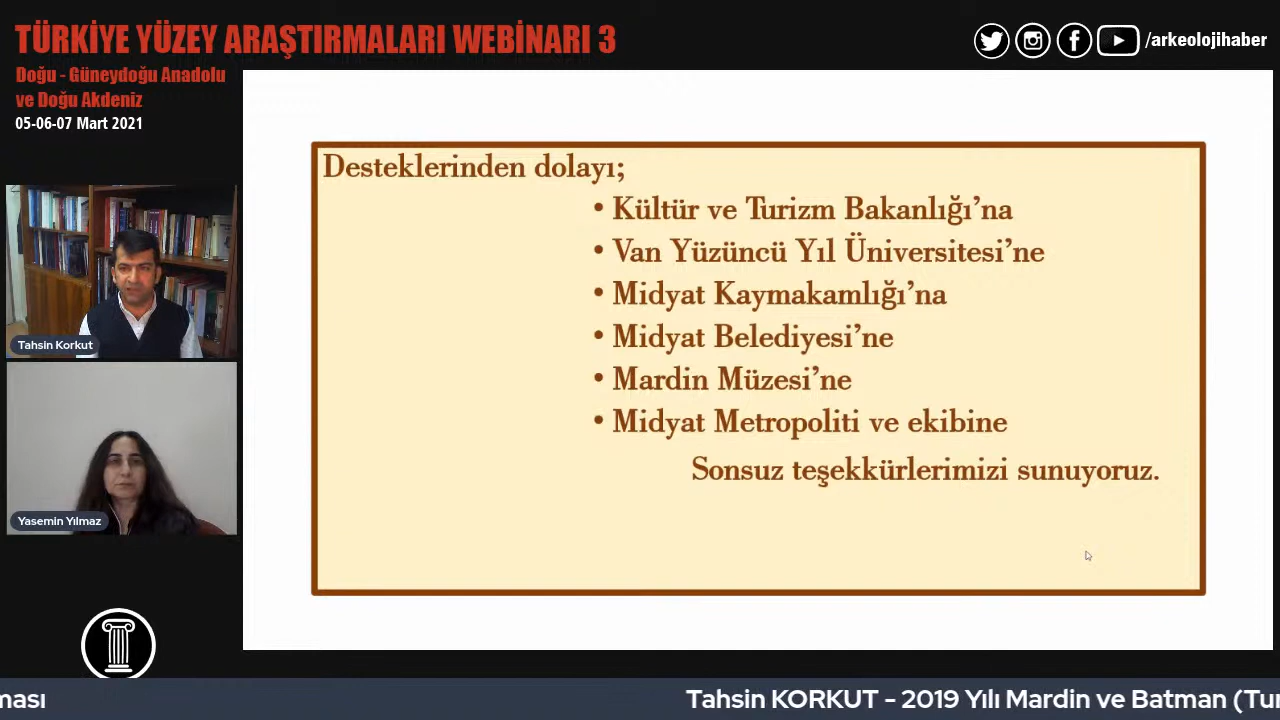 TÜRKİYE YÜZEY ARAŞTIRMALARI WEBİNARI 3
Doğu - Güneydoğu Anadolu
ve Doğu Akdeniz
05-06-07 Mart 2021
/arkeolojihaber
Tahsin Korkut
Yasemin Yılmaz
Desteklerinden dolayı;
• Kültür ve Turizm Bakanlığı’na
• Van Yüzüncü Yıl Üniversitesi’ne
• Midyat Kaymakamlığı’na
• Midyat Belediyesi’ne
• Mardin Müzesi’ne
• Midyat Metropoliti ve ekibine
Sonsuz teşekkürlerimizi sunuyoruz.
ması
Tahsin KORKUT - 2019 Yılı Mardin ve Batman (Tur